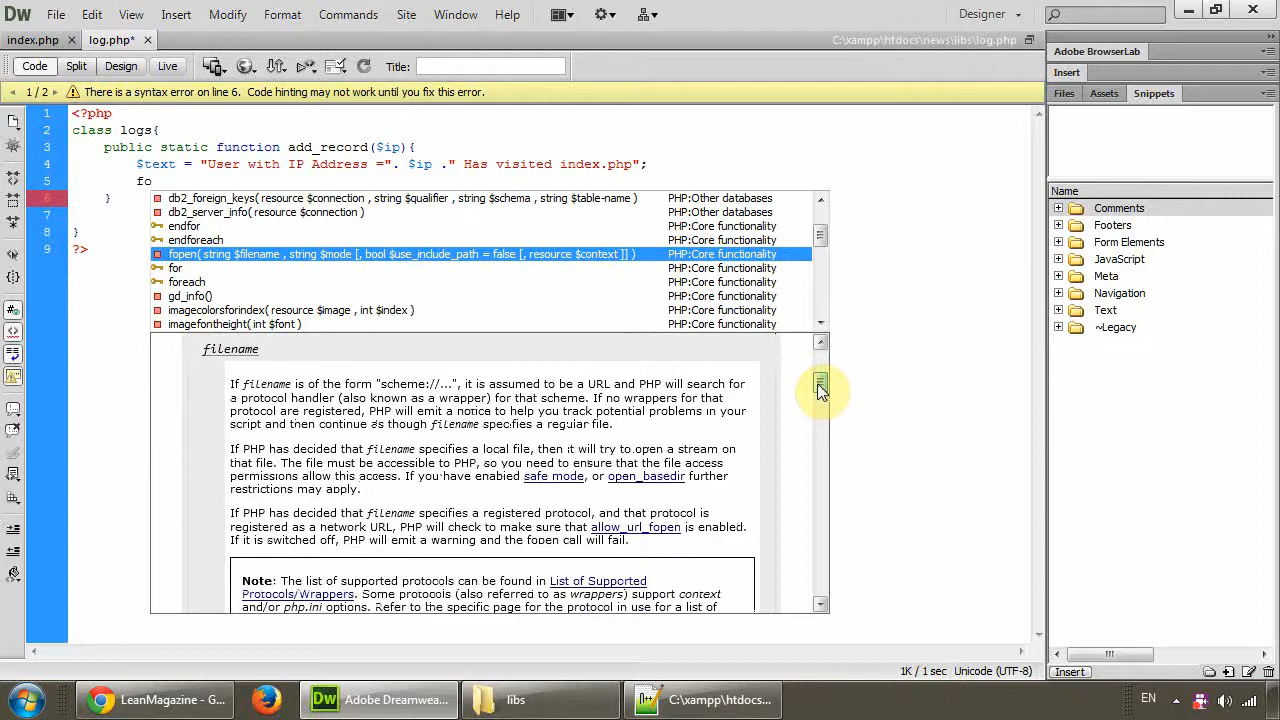 Dw File Edit View Insert Modify Format Commands Site Window Help Designer
index.php × log.php* × C:\xampp\htdocs\news\libs\log.php
Code Split Design Live Title:
1 / 2 There is a syntax error on line 6. Code hinting may not work until you fix this error.
1 <?php
2 class logs{
3 public static function add_record($ip){
4 $text = "User with IP Address =". $ip ." Has visited index.php";
5 fo
6 }
7
8 }
9 ?>
db2_foreign_keys( resource $connection , string $qualifier , string $schema , string $table-name ) PHP:Other databases
db2_server_info( resource $connection ) PHP:Other databases
endfor PHP:Core functionality
endforeach PHP:Core functionality
fopen( string $filename , string $mode [, bool $use_include_path = false [, resource $context ]] ) PHP:Core functionality
for PHP:Core functionality
foreach PHP:Core functionality
gd_info() PHP:Core functionality
imagecolorsforindex( resource $image , int $index ) PHP:Core functionality
imagefontheight( int $font ) PHP:Core functionality
filename
If filename is of the form "scheme://...", it is assumed to be a URL and PHP will search for
a protocol handler (also known as a wrapper) for that scheme. If no wrappers for that
protocol are registered, PHP will emit a notice to help you track potential problems in your
script and then continue as though filename specifies a regular file.
If PHP has decided that filename specifies a local file, then it will try to open a stream on
that file. The file must be accessible to PHP, so you need to ensure that the file access
permissions allow this access. If you have enabled safe mode, or open_basedir further
restrictions may apply.
If PHP has decided that filename specifies a registered protocol, and that protocol is
registered as a network URL, PHP will check to make sure that allow_url_fopen is enabled.
If it is switched off, PHP will emit a warning and the fopen call will fail.
Note: The list of supported protocols can be found in List of Supported
Protocols/Wrappers. Some protocols (also referred to as wrappers) support context
and/or php.ini options. Refer to the specific page for the protocol in use for a list of
1K / 1 sec Unicode (UTF-8)
Adobe BrowserLab
Insert
Files Assets Snippets
Name
Comments
Footers
Form Elements
JavaScript
Meta
Navigation
Text
~Legacy
Insert
LeanMagazine - G... Dw Adobe Dreamwea... libs C:\xampp\htdocs... EN